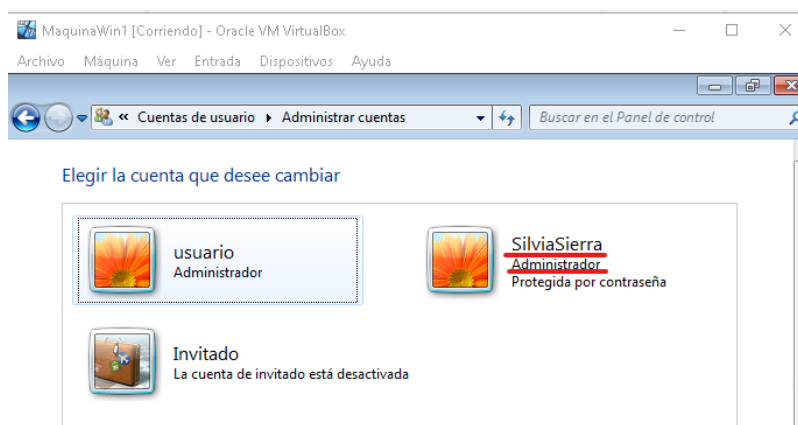 MaquinaWin1 [Corriendo] - Oracle VM VirtualBox
Archivo Máquina Ver Entrada Dispositivos Ayuda
« Cuentas de usuario Administrar cuentas Buscar en el Panel de control
Elegir la cuenta que desee cambiar
usuario
Administrador
SilviaSierra
Administrador
Protegida por contraseña
Invitado
La cuenta de invitado está desactivada